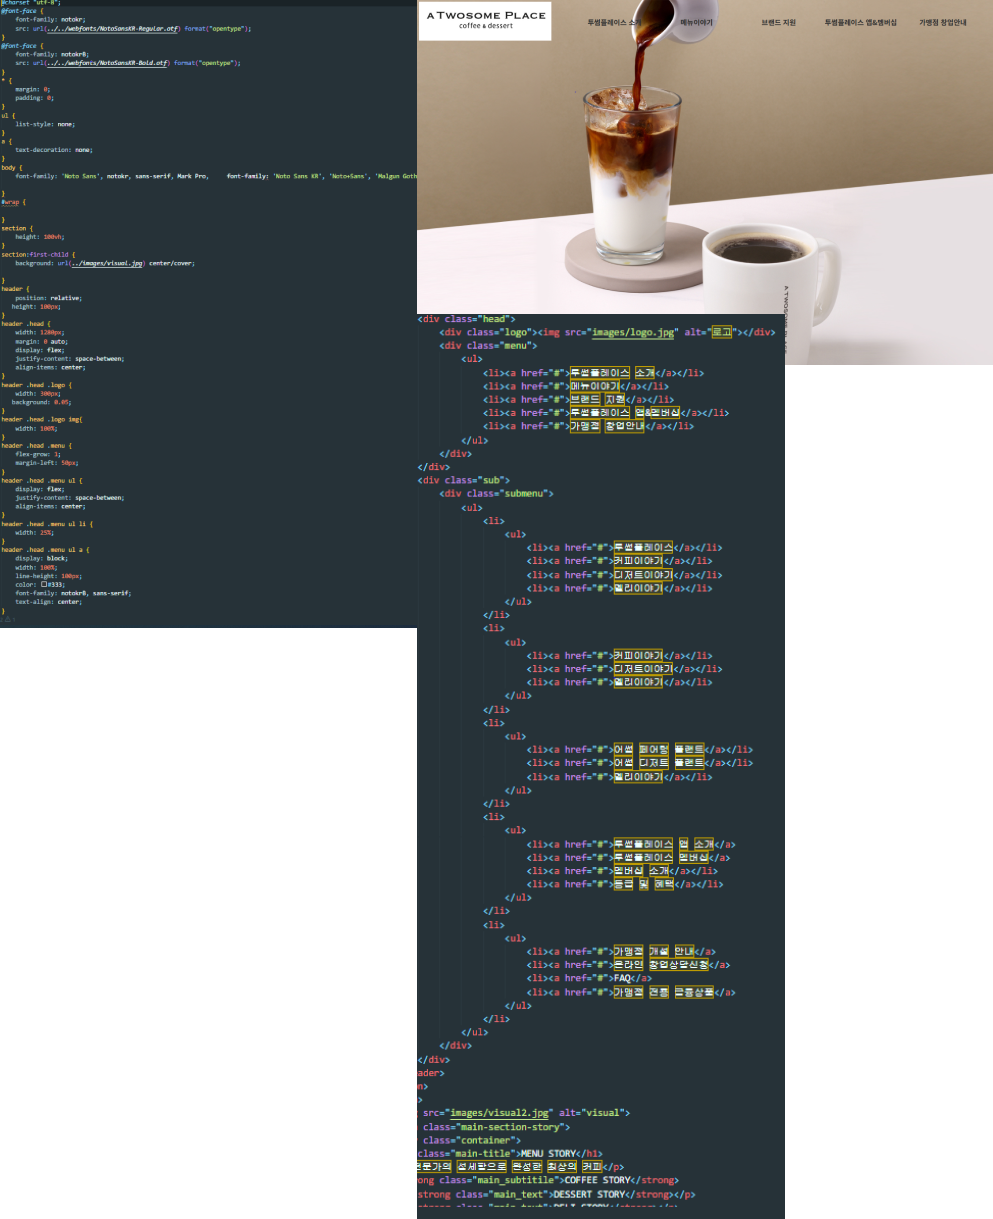 @charset "utf-8";
@font-face {
font-family: notokr;
src: url(../../webfonts/NotoSansKR-Regular.otf) format("opentype");
}
@font-face {
font-family: notokrB;
src: url(../../webfonts/NotoSansKR-Bold.otf) format("opentype");
}
* {
margin: 0;
padding: 0;
}
ul {
list-style: none;
}
a {
text-decoration: none;
}
body {
font-family: 'Noto Sans', notokr, sans-serif, Mark Pro, font-family: 'Noto Sans KR', 'Noto+Sans', 'Malgun Goth
}
#wrap {
}
section {
height: 100vh;
}
section:first-child {
background: url(../images/visual.jpg) center/cover;
}
header {
position: relative;
height: 100px;
}
header .head {
width: 1280px;
margin: 0 auto;
display: flex;
justify-content: space-between;
align-items: center;
}
header .head .logo {
width: 300px;
background: 0.05;
}
header .head .logo img{
width: 100%;
}
header .head .menu {
flex-grow: 1;
margin-left: 50px;
}
header .head .menu ul {
display: flex;
justify-content: space-between;
align-items: center;
}
header .head .menu ul li {
width: 25%;
}
header .head .menu ul a {
display: block;
width: 100%;
line-height: 100px;
color: #333;
font-family: notokrB, sans-serif;
text-align: center;
}
A TWOSOME PLACE
coffee & dessert
투썸플레이스 소개
메뉴이야기
브랜드 지원
투썸플레이스 앱&멤버십
가맹점 창업안내
<div class="head">
<div class="logo"><img src="images/logo.jpg" alt="로고"></div>
<div class="menu">
<ul>
<li><a href="#">투썸플레이스 소개</a></li>
<li><a href="#">메뉴이야기</a></li>
<li><a href="#">브랜드 지원</a></li>
<li><a href="#">투썸플레이스 앱&멤버십</a></li>
<li><a href="#">가맹점 창업안내</a></li>
</ul>
</div>
</div>
<div class="sub">
<div class="submenu">
<ul>
<li>
<ul>
<li><a href="#">투썸플레이스</a></li>
<li><a href="#">커피이야기</a></li>
<li><a href="#">디저트이야기</a></li>
<li><a href="#">델리이야기</a></li>
</ul>
</li>
<li>
<ul>
<li><a href="#">커피이야기</a></li>
<li><a href="#">디저트이야기</a></li>
<li><a href="#">델리이야기</a></li>
</ul>
</li>
<li>
<ul>
<li><a href="#">어썸 페어링 플랜트</a></li>
<li><a href="#">어썸 디저트 플랜트</a></li>
<li><a href="#">델리이야기</a></li>
</ul>
</li>
<li>
<ul>
<li><a href="#">투썸플레이스 앱 소개</a>
<li><a href="#">투썸플레이스 멤버십</a>
<li><a href="#">멤버십 소개</a></li>
<li><a href="#">등급 및 혜택</a></li>
</ul>
</li>
<li>
<ul>
<li><a href="#">가맹점 개설 안내</a>
<li><a href="#">온라인 창업상담신청</a>
<li><a href="#">FAQ</a>
<li><a href="#">가맹점 전용 금융상품</a>
</ul>
</li>
</ul>
</div>
</div>
ader>
n>
>
src="images/visual2.jpg" alt="visual">
class="main-section-story">
class="container">
class="main-title">MENU STORY</h1>
전문가의 섬세함으로 완성한 최상의 커피</p>
ong class="main_subtitile">COFFEE STORY</strong>
strong class="main_text">DESSERT STORY</strong></p>